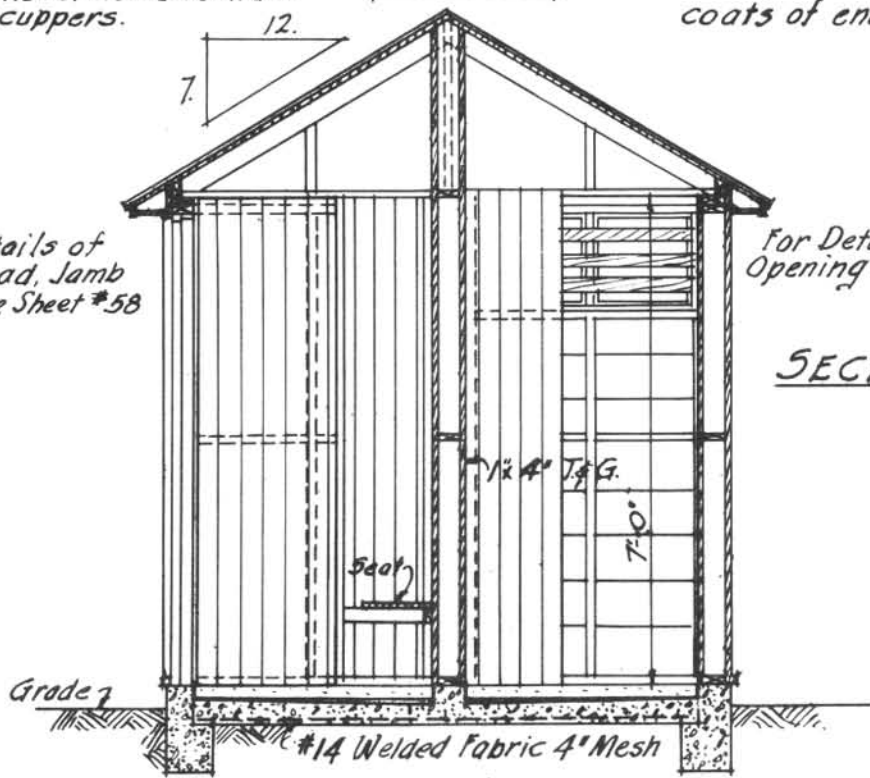 cuppers.
coats of en
12.
7.
ails of
ad, Jamb
e Sheet #58
For Det
Opening
SEC
1"x 4" T.& G.
7'-0"
Seat
Grade
#14 Welded Fabric 4" Mesh